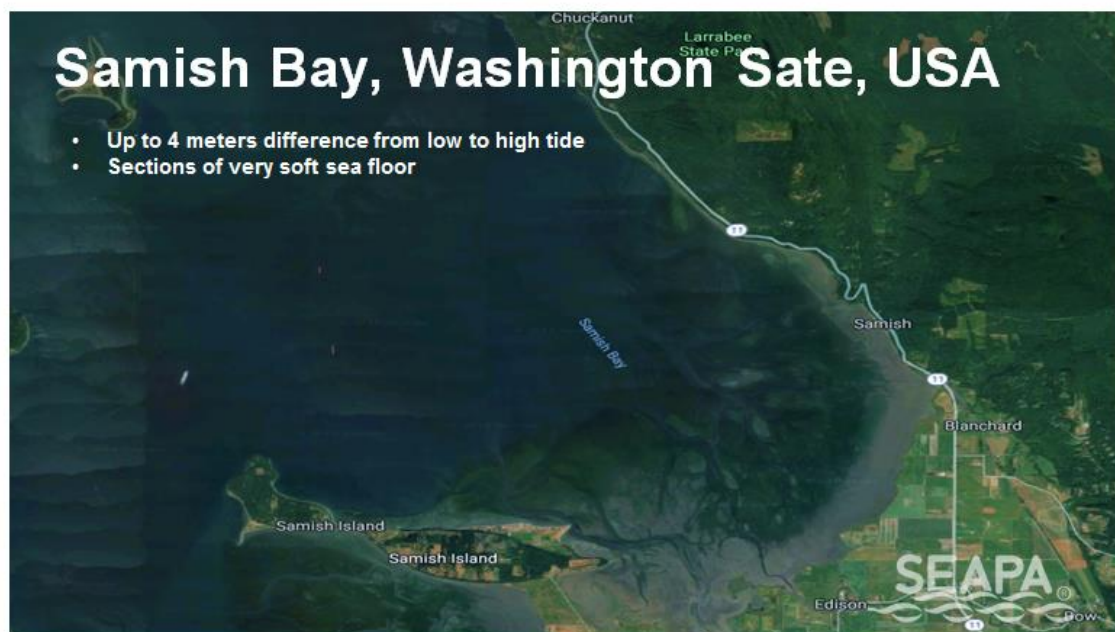 Chuckanut
Larrabee
State Park
Samish Bay, Washington Sate, USA
• Up to 4 meters difference from low to high tide
• Sections of very soft sea floor
11
Samish Bay
Samish
11
Blanchard
Samish Island
Samish Island
SEAPA®
Edison
Bow
11